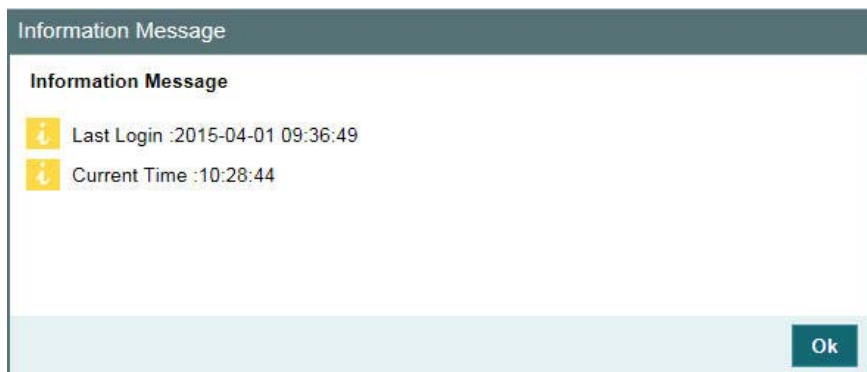 Information Message
Information Message
i Last Login :2015-04-01 09:36:49
i Current Time :10:28:44
Ok